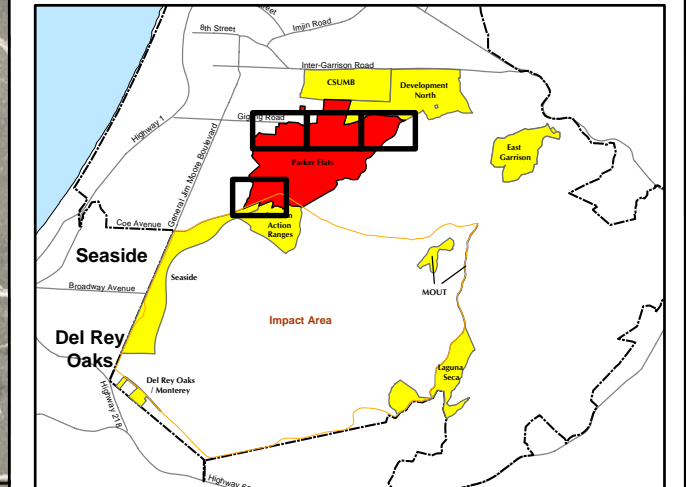 Imjin Road
8th Street
Inter-Garrison Road
CSUMB
Development
North
Highway 1
Road
East
Garrison
Parker Flats
General Jim Moore Boulevard
Coe Avenue
Action
Ranges
Seaside
Seaside
MOUT
Broadway Avenue
Impact Area
Del Rey
Oaks
Laguna
Seca
Del Rey Oaks
/ Monterey
Highway 218
Highway